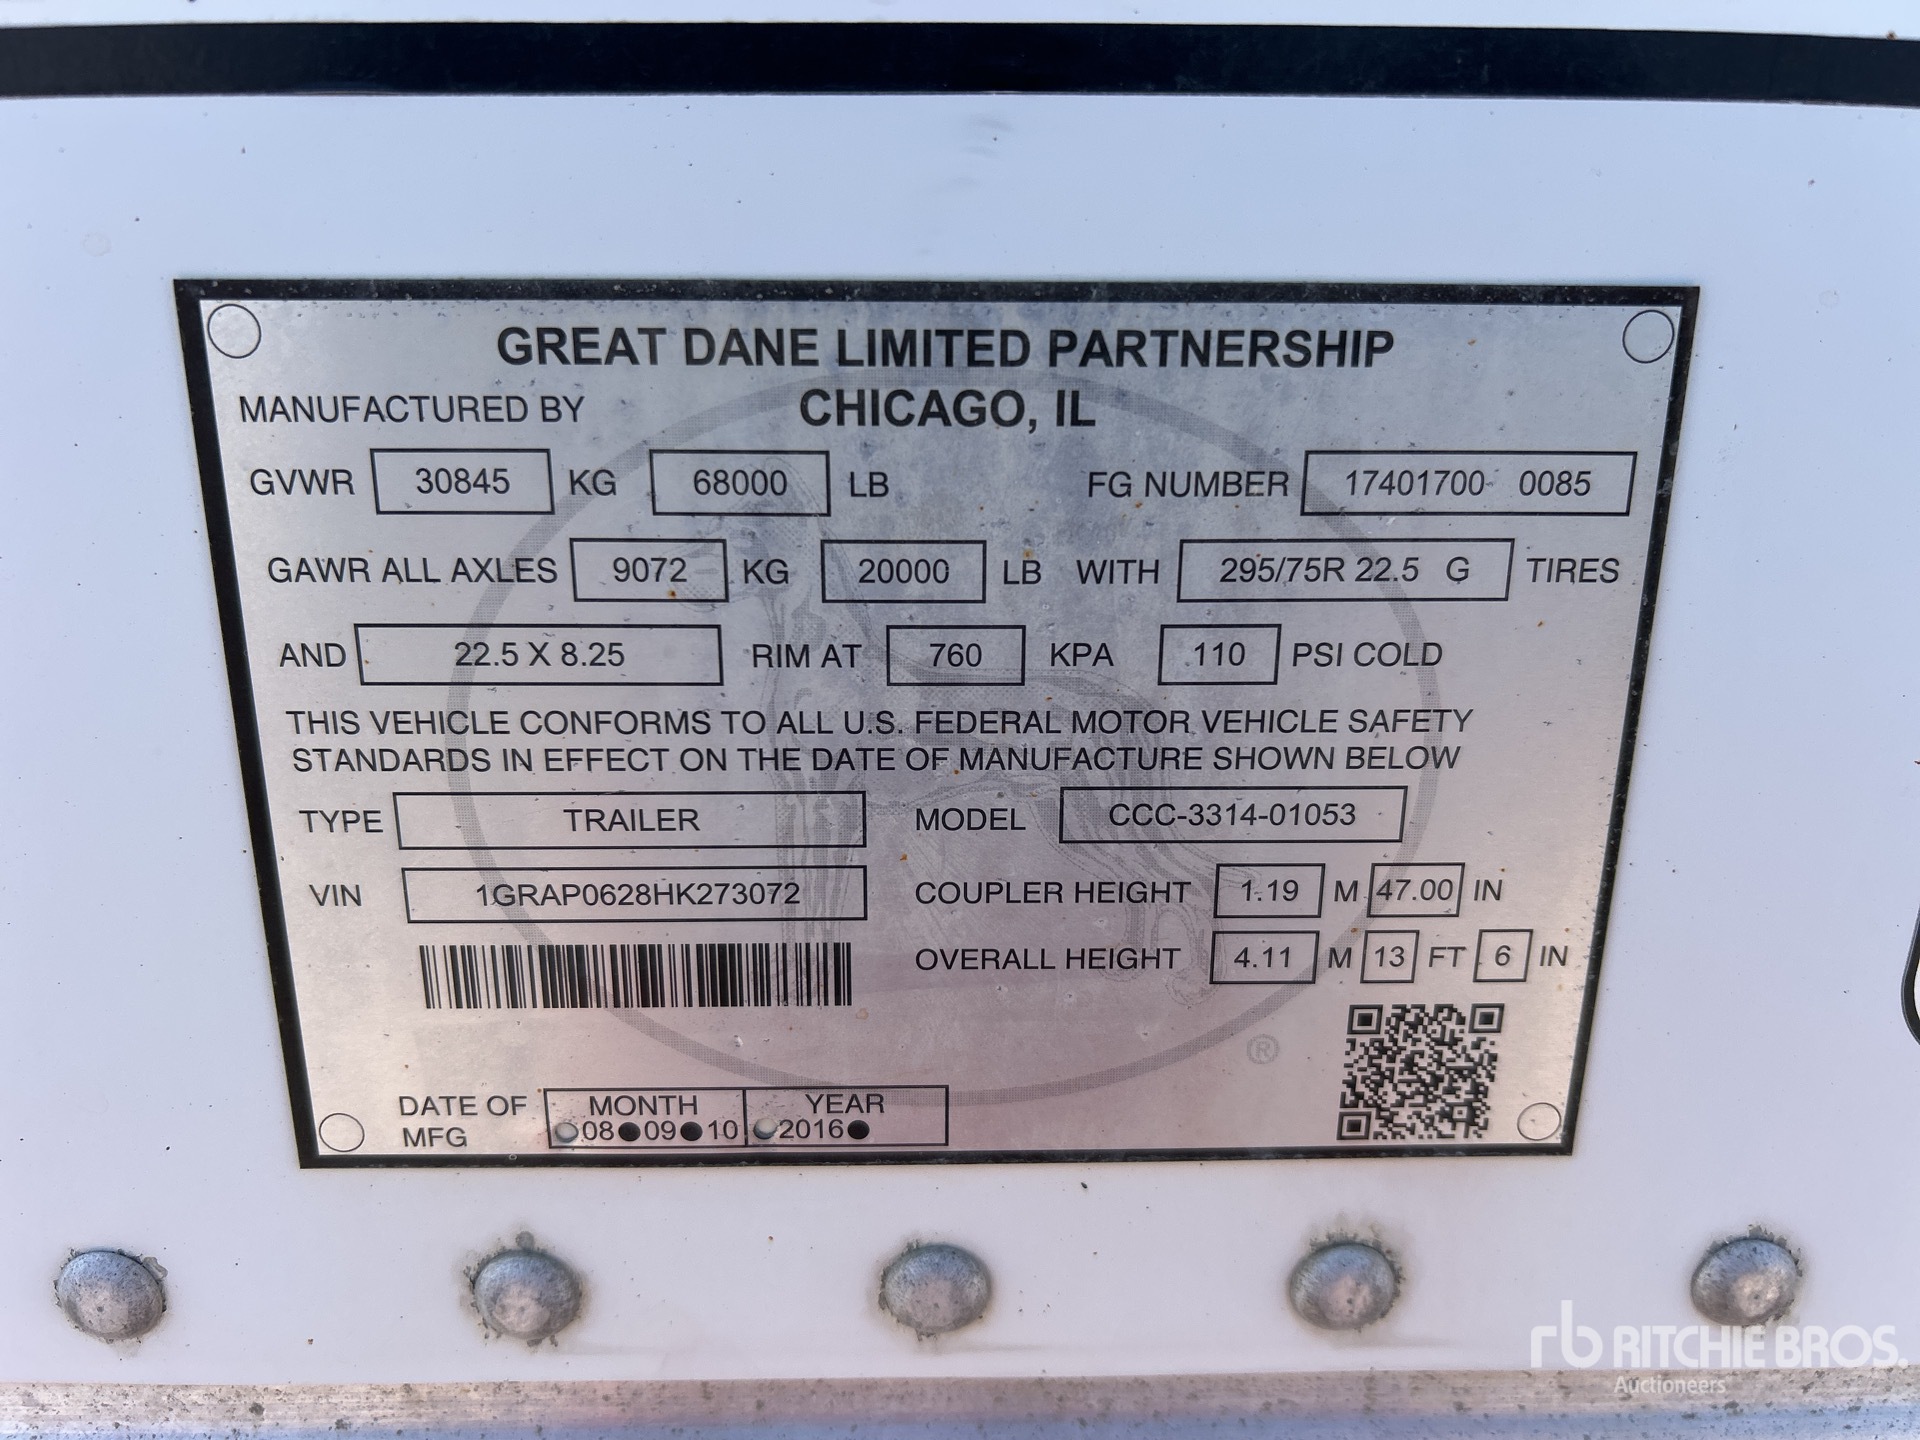 GREAT DANE LIMITED PARTNERSHIP
MANUFACTURED BY CHICAGO, IL
GVWR 30845 KG 68000 LB FG NUMBER 17401700 0085
GAWR ALL AXLES 9072 KG 20000 LB WITH 295/75R 22.5 G TIRES
AND 22.5 X 8.25 RIM AT 760 KPA 110 PSI COLD
THIS VEHICLE CONFORMS TO ALL U.S. FEDERAL MOTOR VEHICLE SAFETY
STANDARDS IN EFFECT ON THE DATE OF MANUFACTURE SHOWN BELOW
TYPE TRAILER MODEL CCC-3314-01053
VIN 1GRAP0628HK273072 COUPLER HEIGHT 1.19 M 47.00 IN
OVERALL HEIGHT 4.11 M 13 FT 6 IN
®
DATE OF MFG MONTH YEAR
08 09 10 2016
rb RITCHIE BROS.
Auctioneers